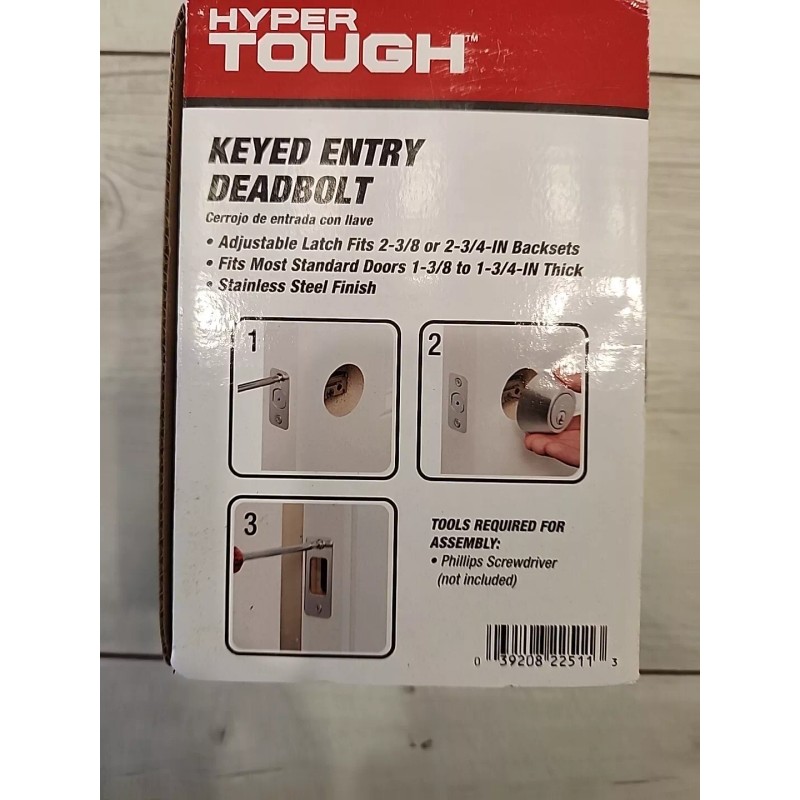 HYPER
TOUGH™
KEYED ENTRY
DEADBOLT
Cerrojo de entrada con llave
• Adjustable Latch Fits 2-3/8 or 2-3/4-IN Backsets
• Fits Most Standard Doors 1-3/8 to 1-3/4-IN Thick
• Stainless Steel Finish
1
2
3
TOOLS REQUIRED FOR
ASSEMBLY:
• Phillips Screwdriver
(not included)
0 39208 22511 3